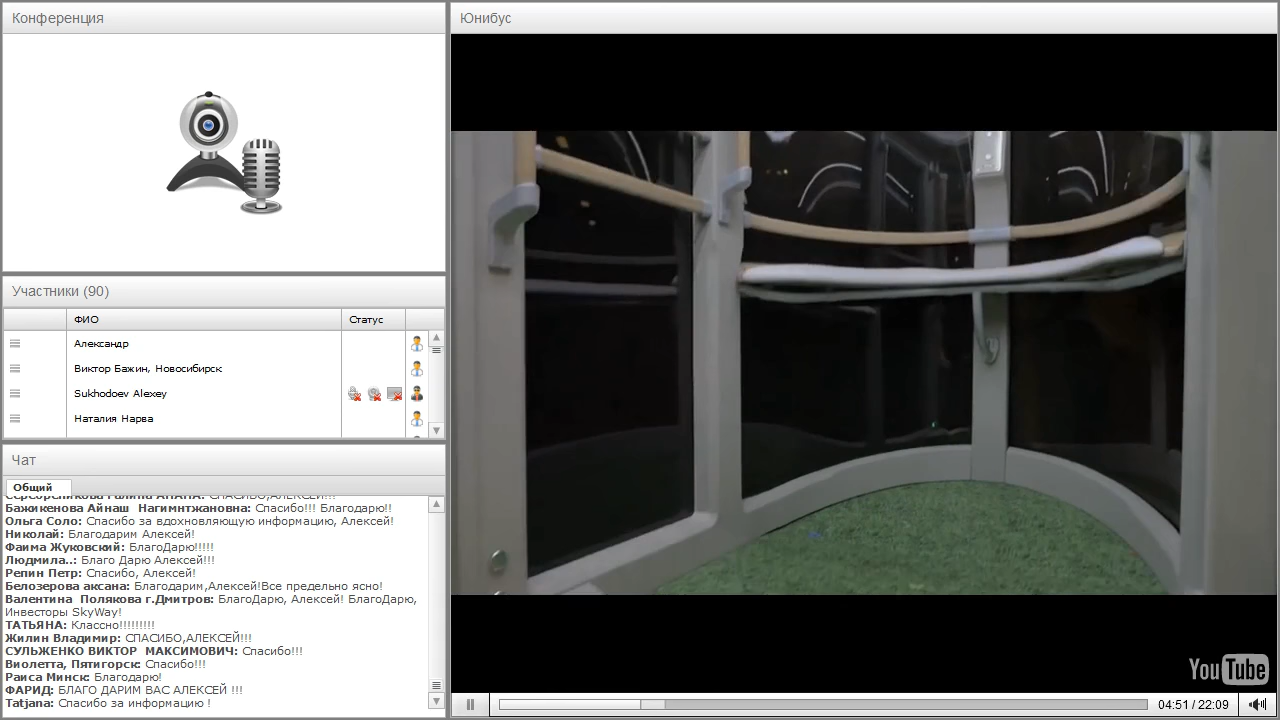 Конференция
Юнибус
Участники (90)
ФИО
Статус
Александр
Виктор Бажин, Новосибирск
Sukhodoev Alexey
Наталия Нарва
Чат
Общий
Бажикенова Айнаш Нагимнтжановна: Спасибо!!! Благодарю!!
Ольга Соло: Спасибо за вдохновляющую информацию, Алексей!
Николай: Благодарим Алексей!
Фаима Жуковский: БлагоДарю!!!!!
Людмила..: Благо Дарю Алексей!!!
Репин Петр: Спасибо, Алексей!
Белозерова аксана: Благодарим,Алексей!Все предельно ясно!
Валентина Полякова г.Дмитров: БлагоДарю, Алексей! БлагоДарю,
Инвесторы SkyWay!
ТАТЬЯНА: Классно!!!!!!!!!
Жилин Владимир: СПАСИБО,АЛЕКСЕЙ!!!
СУЛЬЖЕНКО ВИКТОР МАКСИМОВИЧ: Спасибо!!!
Виолетта, Пятигорск: Спасибо!!!
Раиса Минск: Благодарю!
ФАРИД: БЛАГО ДАРИМ ВАС АЛЕКСЕЙ !!!
Tatjana: Спасибо за информацию !
YouTube
04:51 / 22:09